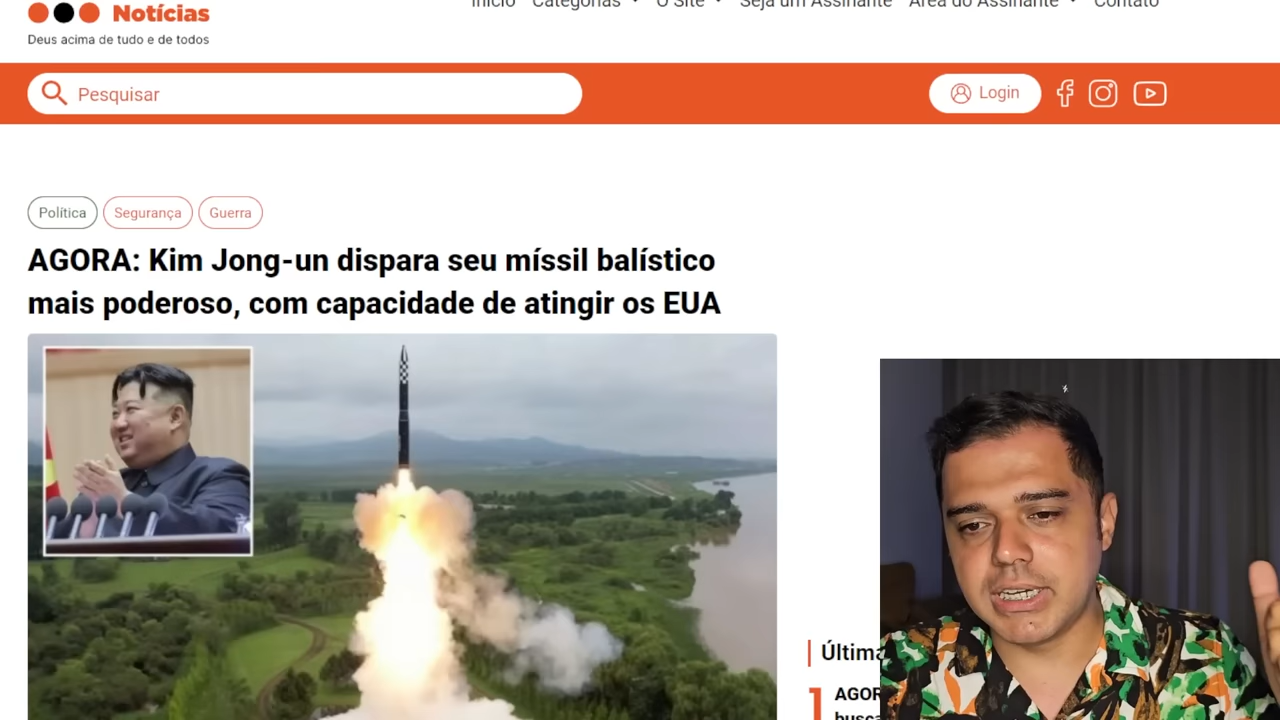 Notícias
Início Categorias O Site Seja um Assinante Área do Assinante Contato
Deus acima de tudo e de todos
Pesquisar
Login
Política Segurança Guerra
AGORA: Kim Jong-un dispara seu míssil balístico
mais poderoso, com capacidade de atingir os EUA
1